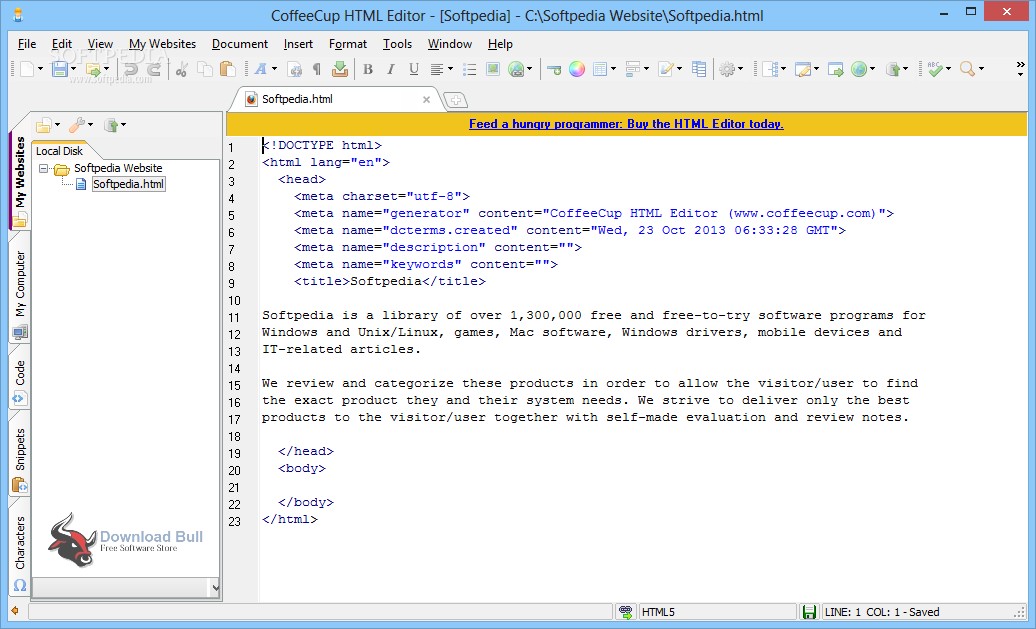 CoffeeCup HTML Editor - [Softpedia] - C:\Softpedia Website\Softpedia.html
File Edit View My Websites Document Insert Format Tools Window Help
SOFTPEDIA
www.softpedia.com
B I U
ABC
Softpedia.html
Feed a hungry programmer: Buy the HTML Editor today.
My Websites
My Computer
Code
Snippets
Characters
Local Disk
Softpedia Website
Softpedia.html
Download Bull
Free Software Store
1 <!DOCTYPE html>
2 <html lang="en">
3 <head>
4 <meta charset="utf-8">
5 <meta name="generator" content="CoffeeCup HTML Editor (www.coffeecup.com)">
6 <meta name="dcterms.created" content="Wed, 23 Oct 2013 06:33:28 GMT">
7 <meta name="description" content="">
8 <meta name="keywords" content="">
9 <title>Softpedia</title>
10
11 Softpedia is a library of over 1,300,000 free and free-to-try software programs for
12 Windows and Unix/Linux, games, Mac software, Windows drivers, mobile devices and
13 IT-related articles.
14
15 We review and categorize these products in order to allow the visitor/user to find
16 the exact product they and their system needs. We strive to deliver only the best
17 products to the visitor/user together with self-made evaluation and review notes.
18
19 </head>
20 <body>
21
22 </body>
23 </html>
HTML5
LINE: 1 COL: 1 - Saved